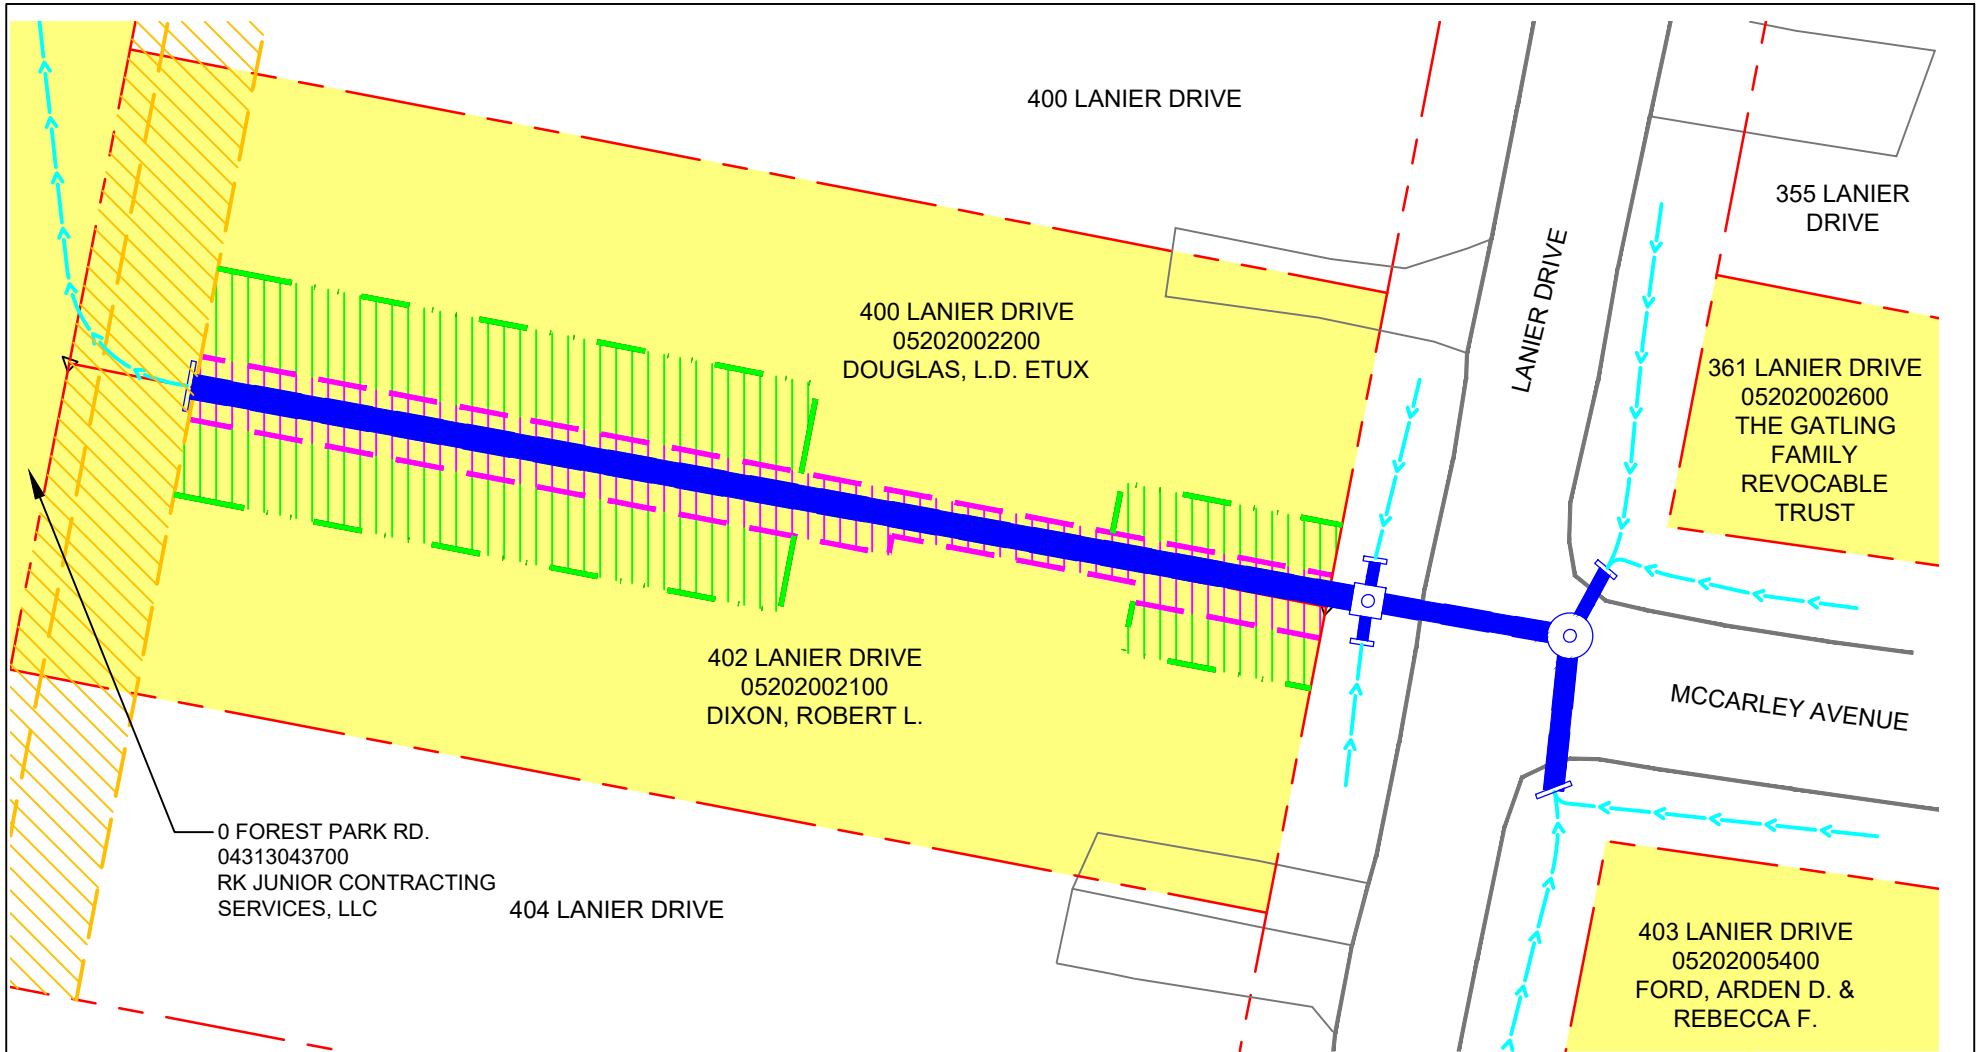 400 LANIER DRIVE
355 LANIER
DRIVE
LANIER DRIVE
400 LANIER DRIVE
05202002200
DOUGLAS, L.D. ETUX
361 LANIER DRIVE
05202002600
THE GATLING
FAMILY
REVOCABLE
TRUST
402 LANIER DRIVE
05202002100
DIXON, ROBERT L.
MCCARLEY AVENUE
0 FOREST PARK RD.
04313043700
RK JUNIOR CONTRACTING
SERVICES, LLC
404 LANIER DRIVE
403 LANIER DRIVE
05202005400
FORD, ARDEN D. &
REBECCA F.